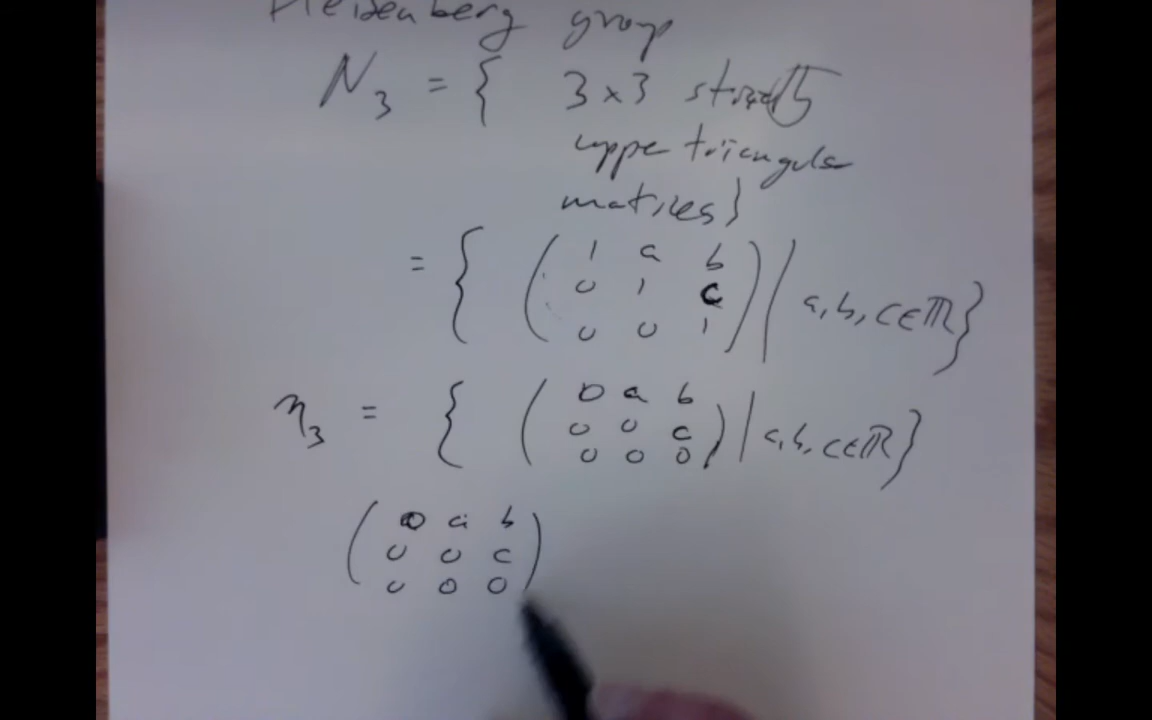 Heisenberg group
N₃ = { 3 × 3 strictly
upper triangular
matrices }
= { ( 1 a b
0 1 c
0 0 1 ) | a, b, c ∈ ℝ }
𝔫₃ = { ( 0 a b
0 0 c
0 0 0 ) | a, b, c ∈ ℝ }
( 0 a b
0 0 c
0 0 0 )